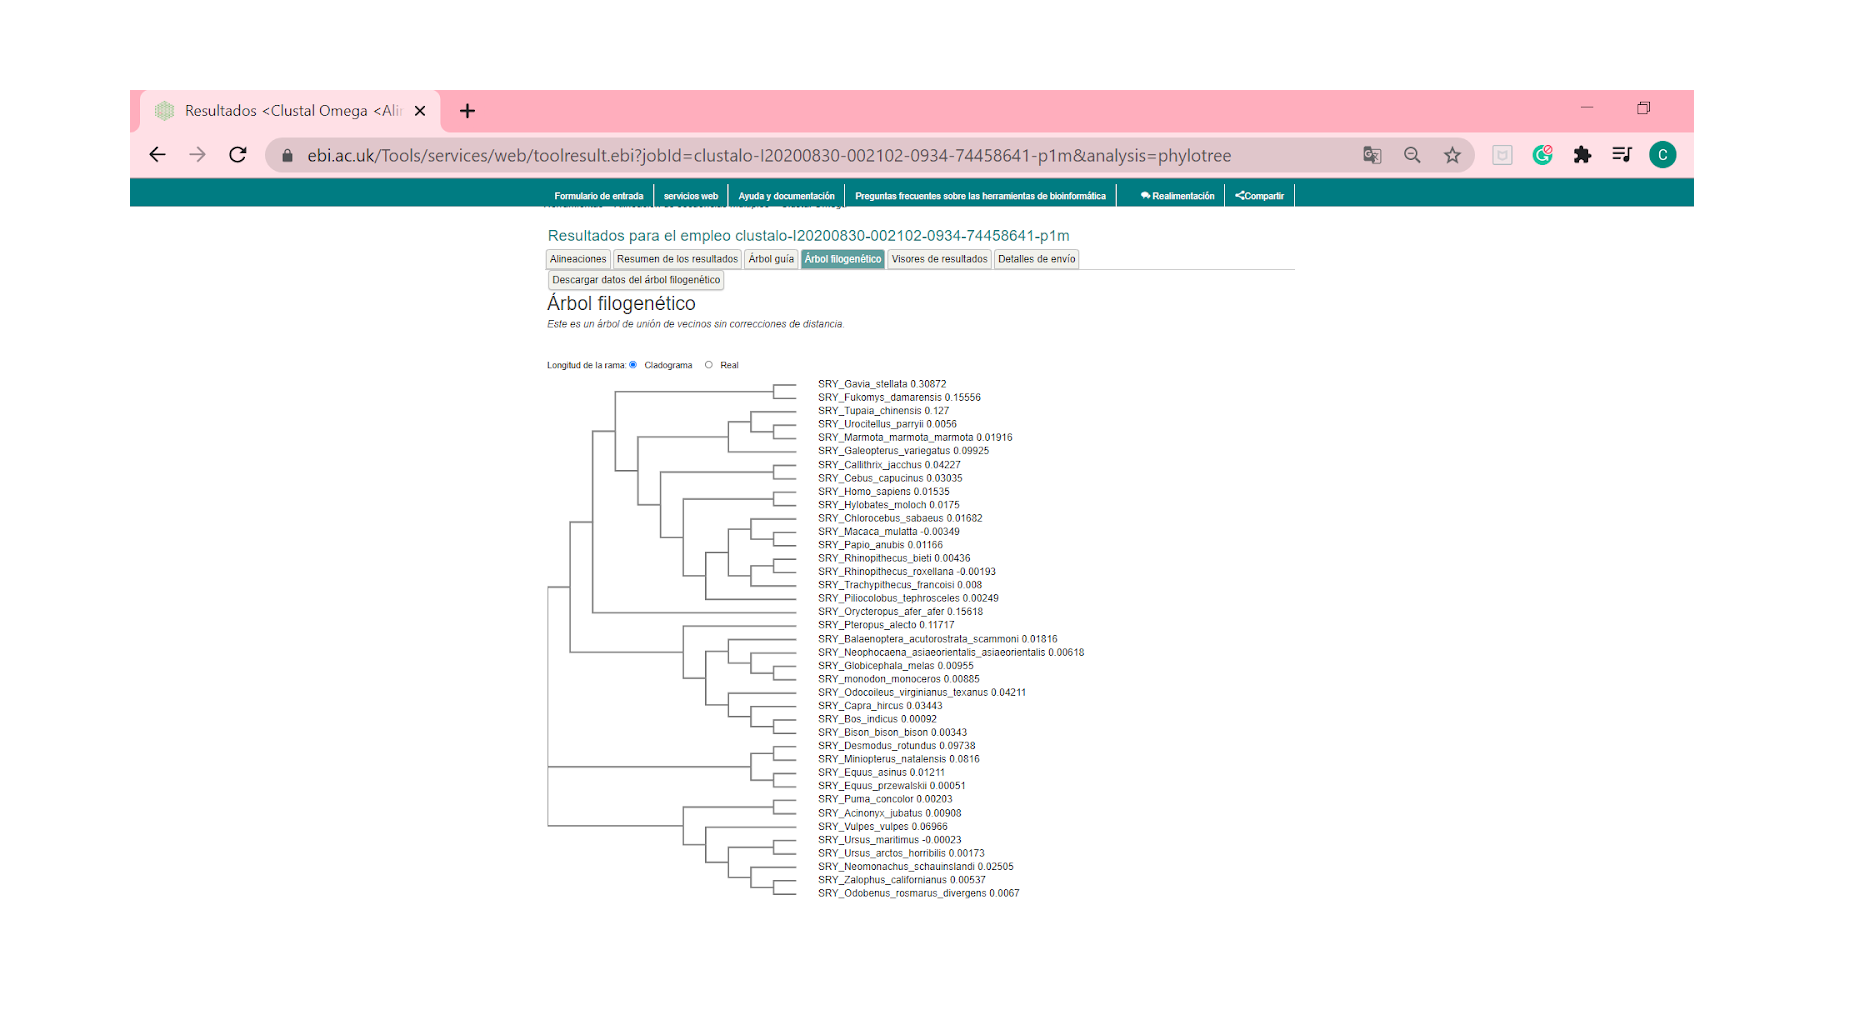 Resultados <Clustal Omega <Ali
ebi.ac.uk/Tools/services/web/toolresult.ebi?jobId=clustalo-I20200830-002102-0934-74458641-p1m&analysis=phylotree
C
Formulario de entrada servicios web Ayuda y documentación Preguntas frecuentes sobre las herramientas de bioinformática Realimentación Compartir
Resultados para el empleo clustalo-I20200830-002102-0934-74458641-p1m
Alineaciones Resumen de los resultados Árbol guía Árbol filogenético Visores de resultados Detalles de envío
Descargar datos del árbol filogenético
Árbol filogenético
Este es un árbol de unión de vecinos sin correcciones de distancia.
Longitud de la rama: Cladograma Real
SRY_Gavia_stellata 0.30872
SRY_Fukomys_damarensis 0.15556
SRY_Tupaia_chinensis 0.127
SRY_Urocitellus_parryii 0.0056
SRY_Marmota_marmota_marmota 0.01916
SRY_Galeopterus_variegatus 0.09925
SRY_Callithrix_jacchus 0.04227
SRY_Cebus_capucinus 0.03035
SRY_Homo_sapiens 0.01535
SRY_Hylobates_moloch 0.0175
SRY_Chlorocebus_sabaeus 0.01682
SRY_Macaca_mulatta -0.00349
SRY_Papio_anubis 0.01166
SRY_Rhinopithecus_bieti 0.00436
SRY_Rhinopithecus_roxellana -0.00193
SRY_Trachypithecus_francoisi 0.008
SRY_Piliocolobus_tephrosceles 0.00249
SRY_Orycteropus_afer_afer 0.15618
SRY_Pteropus_alecto 0.11717
SRY_Balaenoptera_acutorostrata_scammoni 0.01816
SRY_Neophocaena_asiaeorientalis_asiaeorientalis 0.00618
SRY_Globicephala_melas 0.00955
SRY_monodon_monoceros 0.00885
SRY_Odocoileus_virginianus_texanus 0.04211
SRY_Capra_hircus 0.03443
SRY_Bos_indicus 0.00092
SRY_Bison_bison_bison 0.00343
SRY_Desmodus_rotundus 0.09738
SRY_Miniopterus_natalensis 0.0816
SRY_Equus_asinus 0.01211
SRY_Equus_przewalskii 0.00051
SRY_Puma_concolor 0.00203
SRY_Acinonyx_jubatus 0.00908
SRY_Vulpes_vulpes 0.06966
SRY_Ursus_maritimus -0.00023
SRY_Ursus_arctos_horribilis 0.00173
SRY_Neomonachus_schauinslandi 0.02505
SRY_Zalophus_californianus 0.00537
SRY_Odobenus_rosmarus_divergens 0.0067